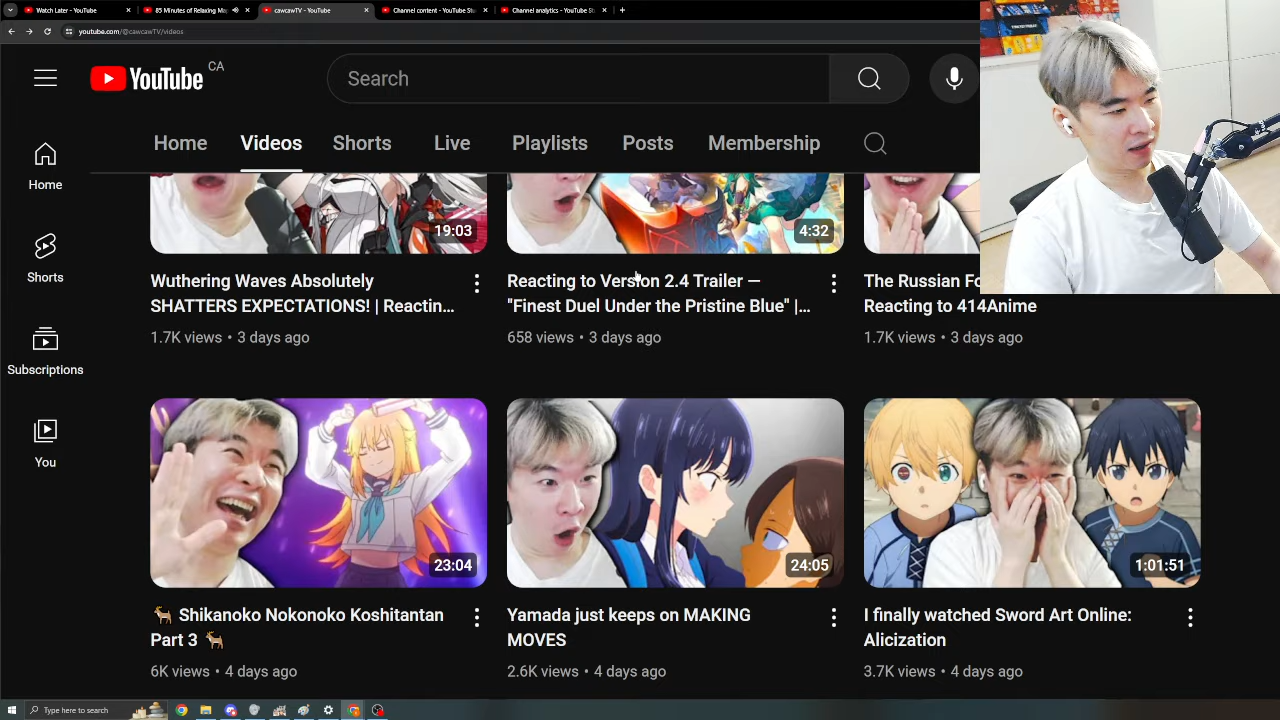 Watch Later - YouTube
85 Minutes of Relaxing Ma
cawcawTV - YouTube
Channel content - YouTube Stu
Channel analytics - YouTube St
youtube.com/@cawcawTV/videos
YouTube
CA
Search
Home
Videos
Shorts
Live
Playlists
Posts
Membership
Home
Shorts
Subscriptions
You
19:03
4:32
Wuthering Waves Absolutely
SHATTERS EXPECTATIONS! | Reactin...
1.7K views • 3 days ago
Reacting to Version 2.4 Trailer —
"Finest Duel Under the Pristine Blue" |...
658 views • 3 days ago
The Russian Fo
Reacting to 414Anime
1.7K views • 3 days ago
23:04
24:05
1:01:51
🦌 Shikanoko Nokonoko Koshitantan
Part 3 🦌
6K views • 4 days ago
Yamada just keeps on MAKING
MOVES
2.6K views • 4 days ago
I finally watched Sword Art Online:
Alicization
3.7K views • 4 days ago
Type here to search